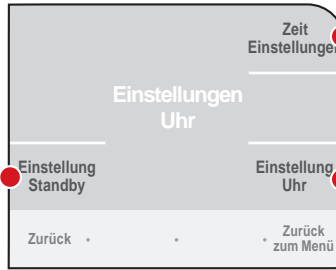 Zeit
Einstellungen
Einstellungen
Uhr
Einstellung
Standby
Einstellung
Uhr
Zurück
Zurück
zum Menü